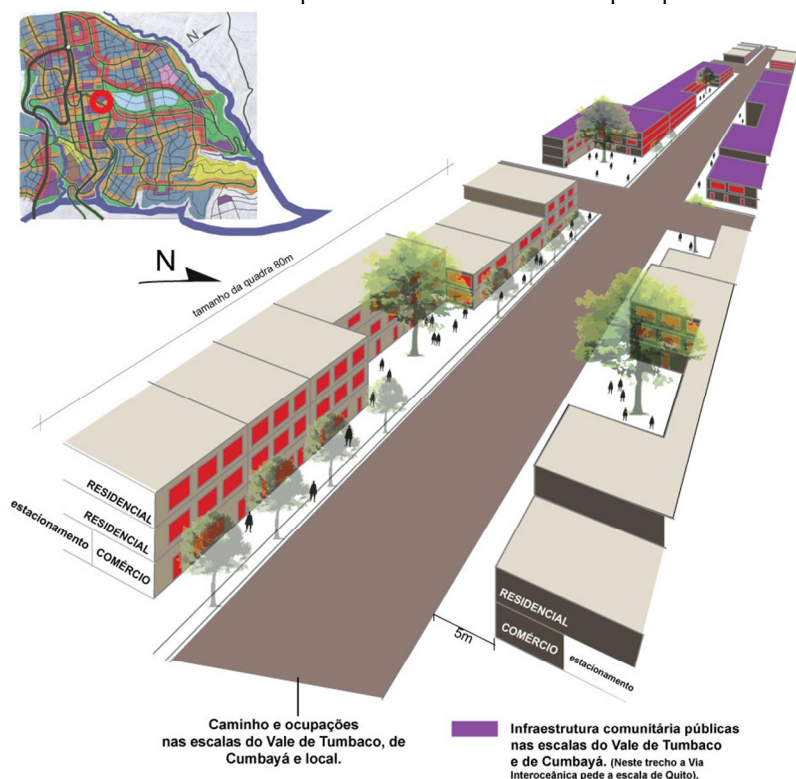 N
N
tamanho da quadra 80m
RESIDENCIAL
RESIDENCIAL
estacionamento
COMÉRCIO
RESIDENCIAL
COMÉRCIO
estacionamento
5m
Caminho e ocupações
nas escalas do Vale de Tumbaco, de
Cumbayá e local.
Infraestrutura comunitária públicas
nas escalas do Vale de Tumbaco
e de Cumbayá. (Neste trecho a Via
Interoceânica pede a escala de Quito).